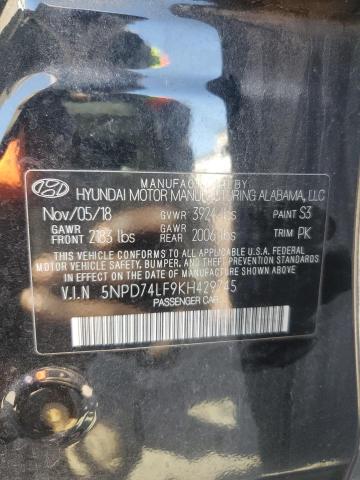 MANUFACTURED BY:
HYUNDAI MOTOR MANUFACTURING ALABAMA, LLC
Nov/05/18 GVWR 3924 lbs PAINT S3
GAWR FRONT 2183 lbs GAWR REAR 2006 lbs TRIM PK
THIS VEHICLE CONFORMS TO ALL APPLICABLE U.S.A. FEDERAL
MOTOR VEHICLE SAFETY, BUMPER, AND THEFT PREVENTION STANDARDS
IN EFFECT ON THE DATE OF MANUFACTURE SHOWN ABOVE.
V.I.N 5NPD74LF9KH429745
PASSENGER CAR